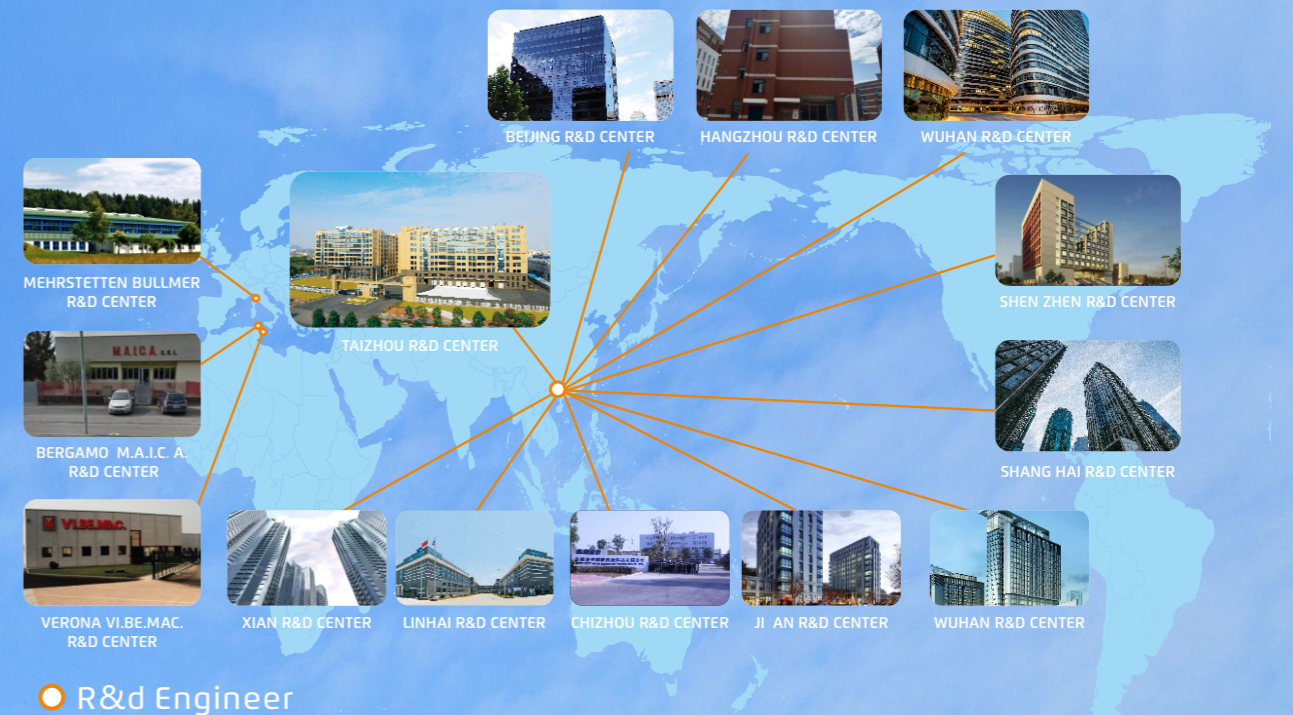 BEIJING R&D CENTER
HANGZHOU R&D CENTER
WUHAN R&D CENTER
MEHRSTETTEN BULLMER
R&D CENTER
TAIZHOU R&D CENTER
SHEN ZHEN R&D CENTER
M.A.I.C.A. S.R.L.
BERGAMO M.A.I.C. A.
R&D CENTER
SHANG HAI R&D CENTER
VI.BE.MAC.
VERONA VI.BE.MAC.
R&D CENTER
XIAN R&D CENTER
LINHAI R&D CENTER
CHIZHOU R&D CENTER
JI AN R&D CENTER
WUHAN R&D CENTER
R&d Engineer